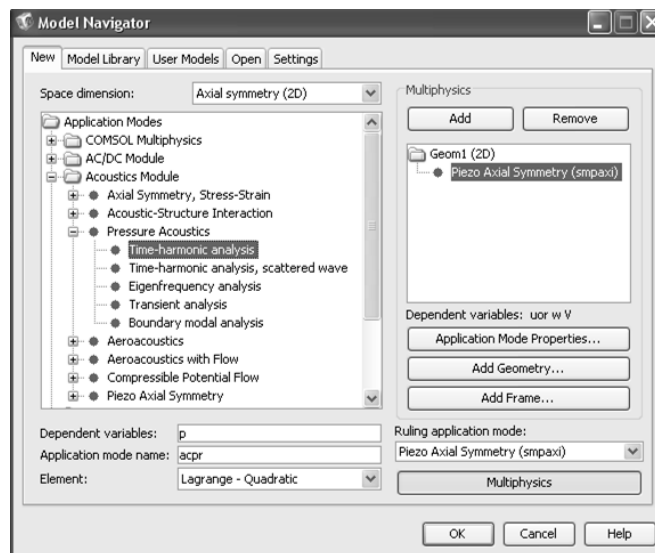 Model Navigator
New
Model Library
User Models
Open
Settings
Space dimension:
Axial symmetry (2D)
Application Modes
COMSOL Multiphysics
AC/DC Module
Acoustics Module
Axial Symmetry, Stress-Strain
Acoustic-Structure Interaction
Pressure Acoustics
Time-harmonic analysis
Time-harmonic analysis, scattered wave
Eigenfrequency analysis
Transient analysis
Boundary modal analysis
Aeroacoustics
Aeroacoustics with Flow
Compressible Potential Flow
Piezo Axial Symmetry
Dependent variables:
p
Application mode name:
acpr
Element:
Lagrange - Quadratic
Multiphysics
Add
Remove
Geom1 (2D)
Piezo Axial Symmetry (smpaxi)
Dependent variables: uor w V
Application Mode Properties...
Add Geometry...
Add Frame...
Ruling application mode:
Piezo Axial Symmetry (smpaxi)
Multiphysics
OK
Cancel
Help